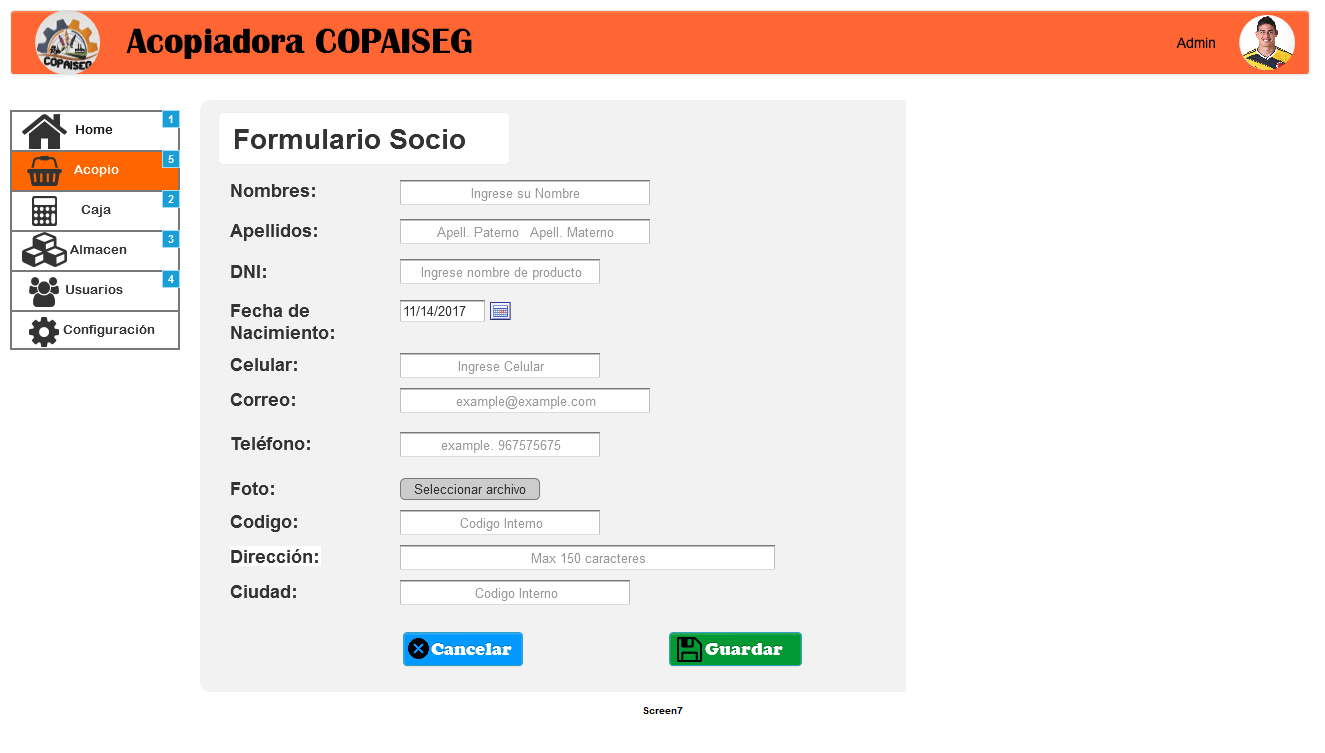 COPAISEG
Acopiadora COPAISEG
Admin
Home 1
Acopio 5
Caja 2
Almacen 3
Usuarios 4
Configuración
Formulario Socio
Nombres: Ingrese su Nombre
Apellidos: Apell. Paterno Apell. Materno
DNI: Ingrese nombre de producto
Fecha de
Nacimiento: 11/14/2017
Celular: Ingrese Celular
Correo: example@example.com
Teléfono: example. 967575675
Foto: Seleccionar archivo
Codigo: Codigo Interno
Dirección: Max 150 caracteres
Ciudad: Codigo Interno
Cancelar Guardar
Screen7